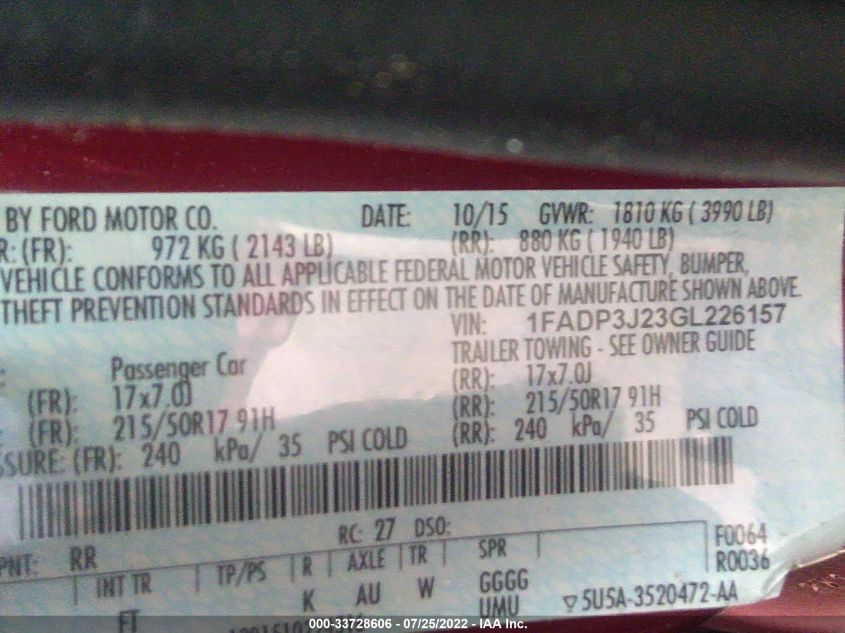 BY FORD MOTOR CO. DATE: 10/15 GVWR: 1810 KG ( 3990 LB)
R: (FR): 972 KG ( 2143 LB) (RR): 880 KG ( 1940 LB)
VEHICLE CONFORMS TO ALL APPLICABLE FEDERAL MOTOR VEHICLE SAFETY, BUMPER,
THEFT PREVENTION STANDARDS IN EFFECT ON THE DATE OF MANUFACTURE SHOWN ABOVE.
VIN: 1FADP3J23GL226157
Passenger Car TRAILER TOWING - SEE OWNER GUIDE
(FR): 17x7.0J (RR): 17x7.0J
(FR): 215/50R17 91H (RR): 215/50R17 91H
SSURE: (FR): 240 kPa/ 35 PSI COLD (RR): 240 kPa/ 35 PSI COLD
RC: 27 DSO: F0064
PNT: RR R0036
INT TR TP/PS R AXLE TR SPR
FT K AU W GGGG
UMU 5U5A-3520472-AA
000-33728606 - 07/25/2022 - IAA Inc.